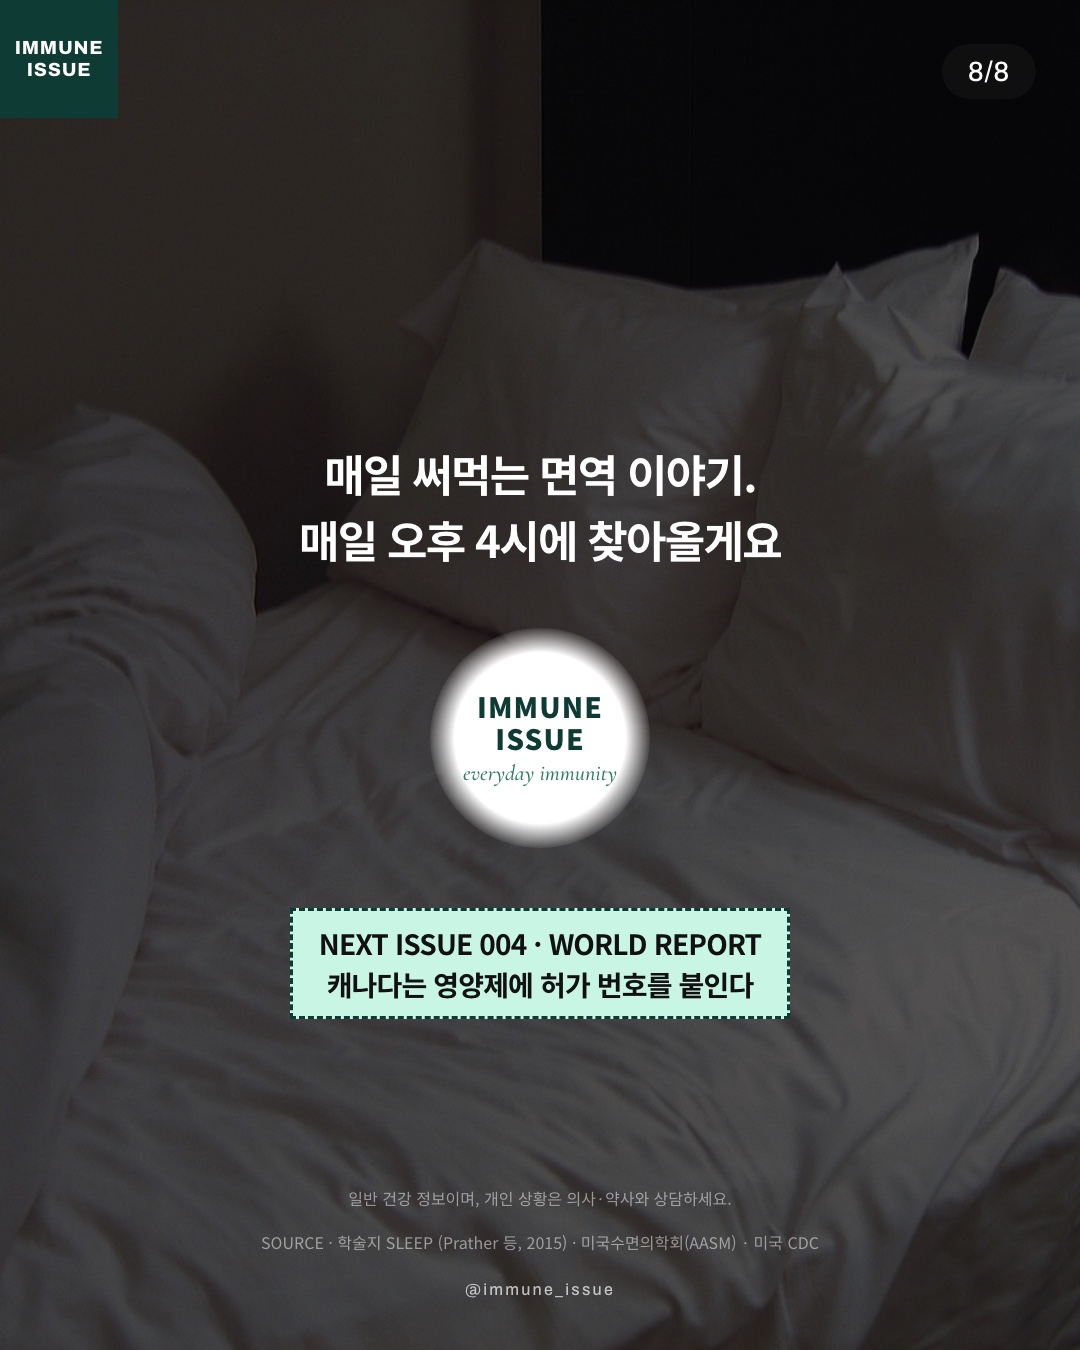 IMMUNE
ISSUE
8/8
매일 써먹는 면역 이야기.
매일 오후 4시에 찾아올게요
IMMUNE
ISSUE
everyday immunity
NEXT ISSUE 004 · WORLD REPORT
캐나다는 영양제에 허가 번호를 붙인다
일반 건강 정보이며, 개인 상황은 의사·약사와 상담하세요.
SOURCE · 학술지 SLEEP (Prather 등, 2015) · 미국수면의학회(AASM) · 미국 CDC
@immune_issue